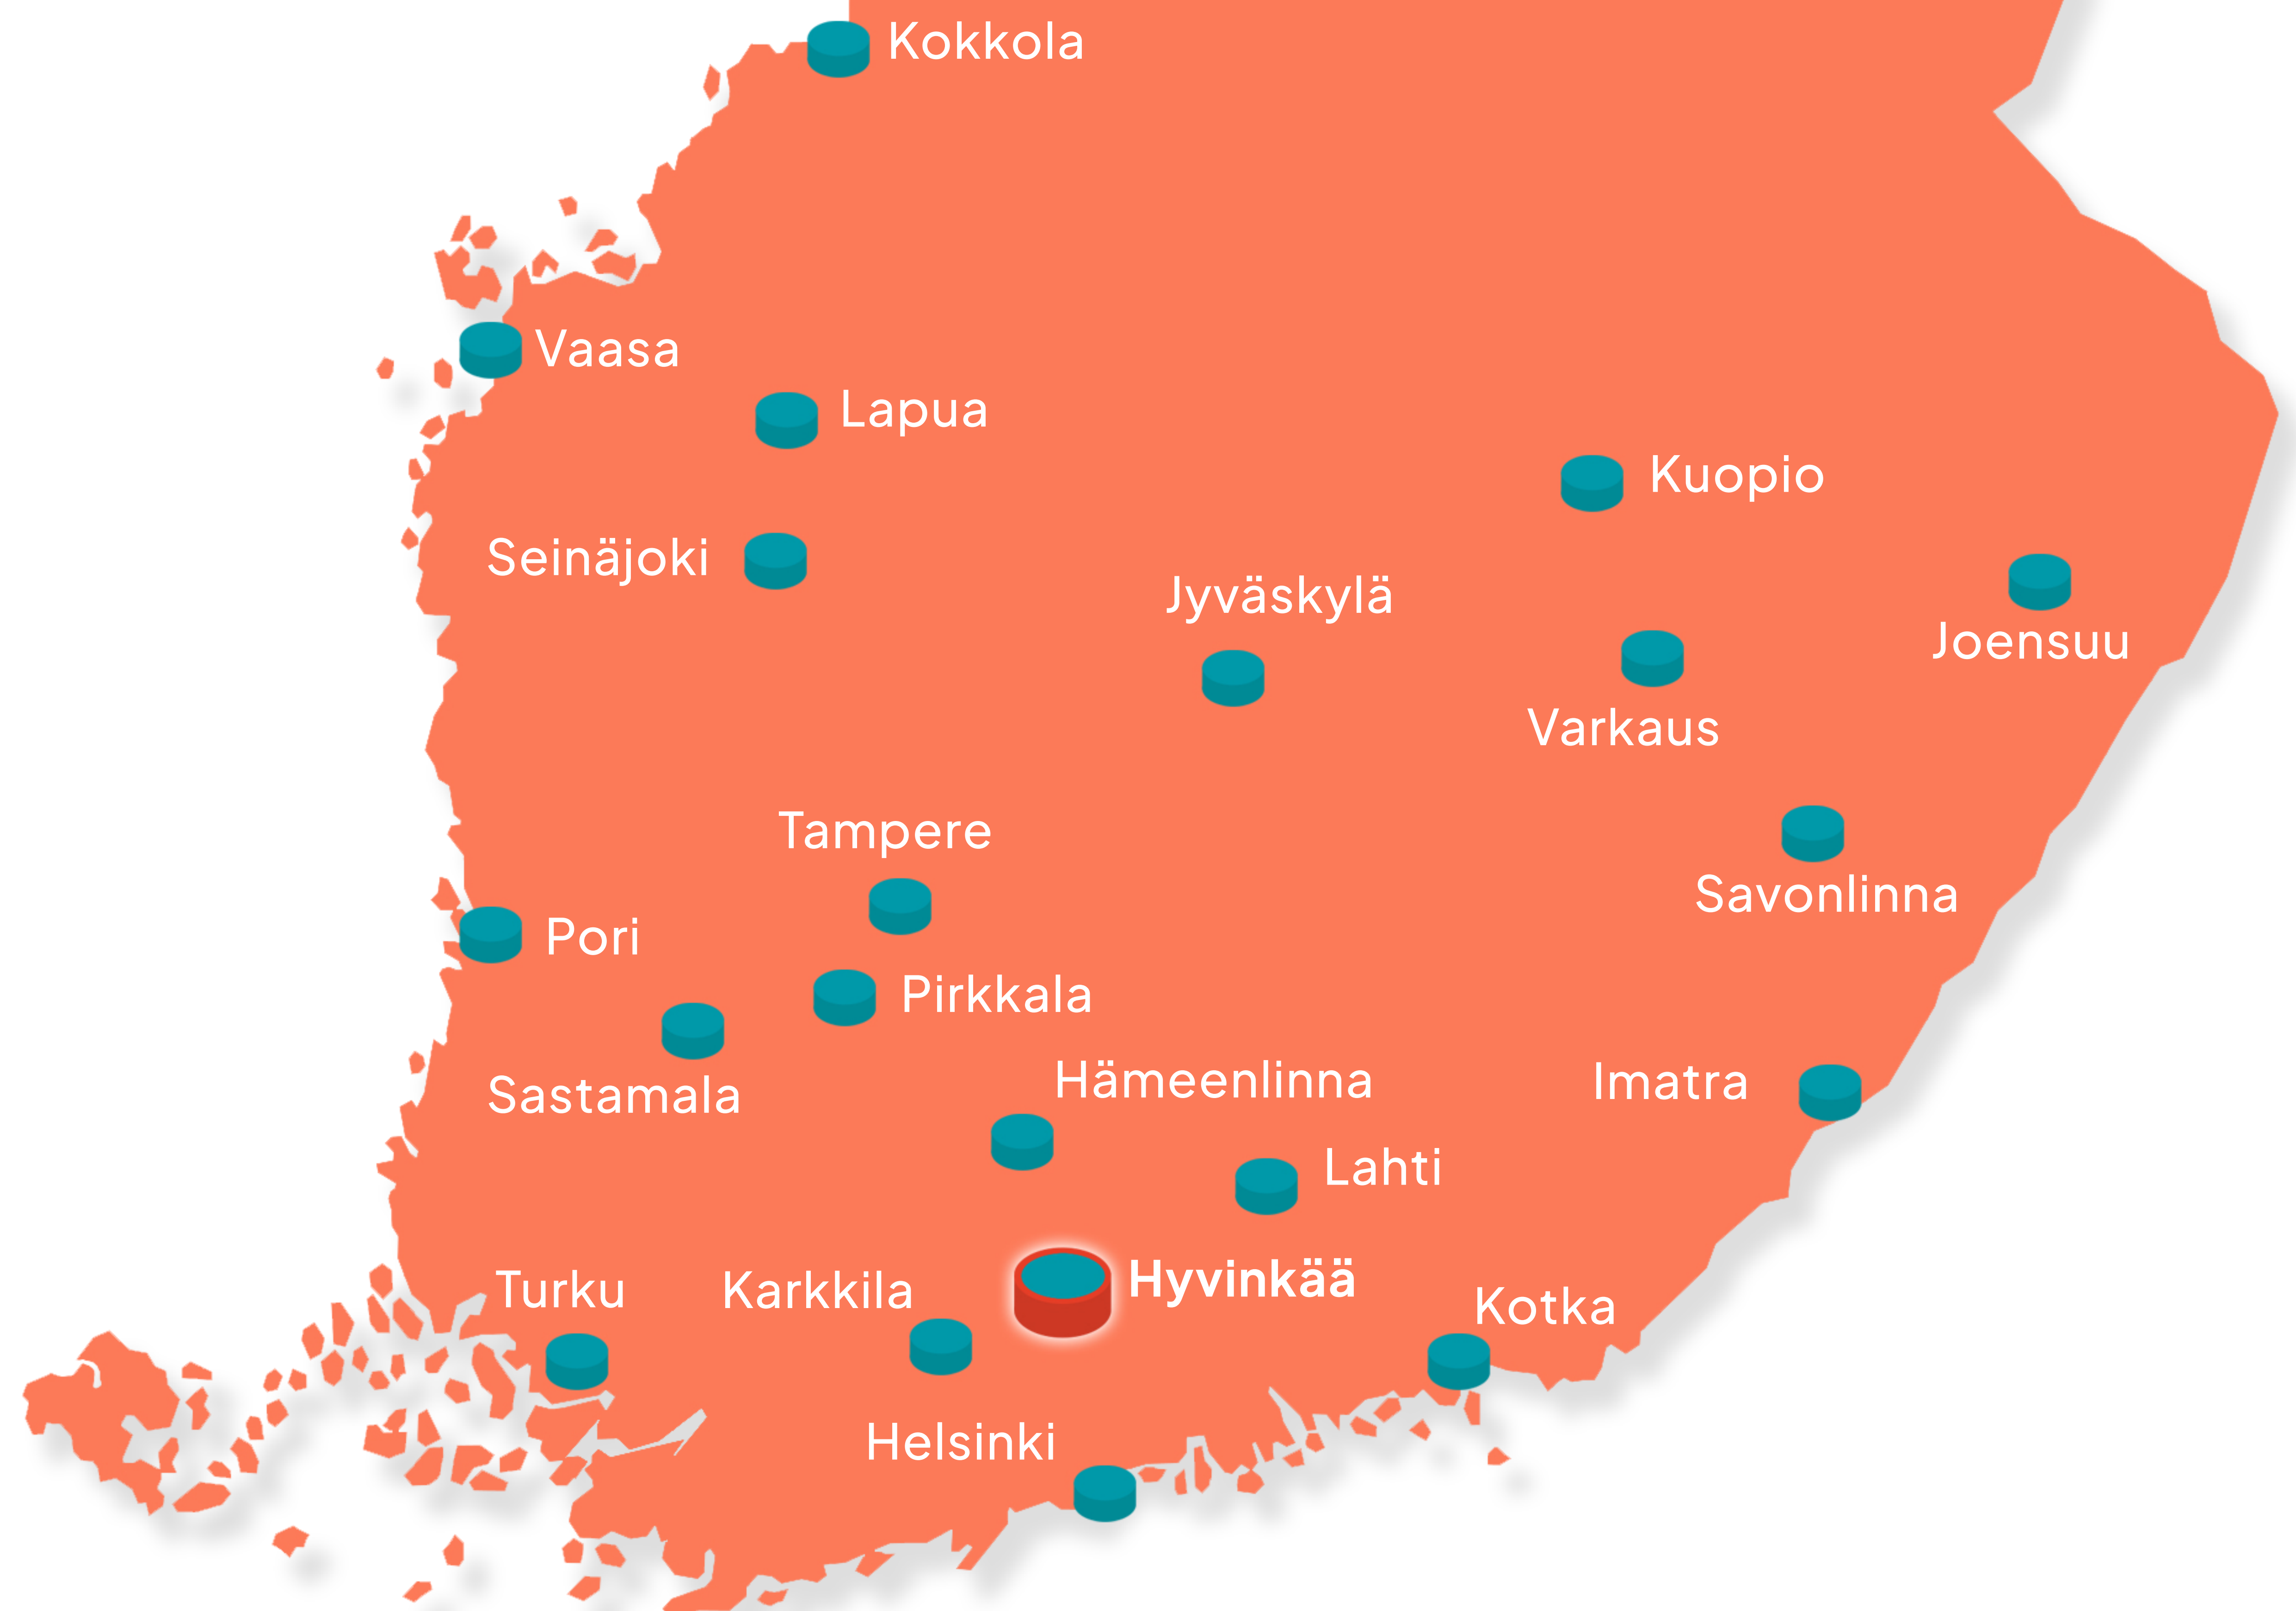 Kokkola
Vaasa
Lapua
Kuopio
Seinäjoki
Jyväskylä
Joensuu
Varkaus
Tampere
Savonlinna
Pori
Pirkkala
Sastamala
Hämeenlinna
Imatra
Lahti
Turku
Karkkila
Hyvinkää
Kotka
Helsinki